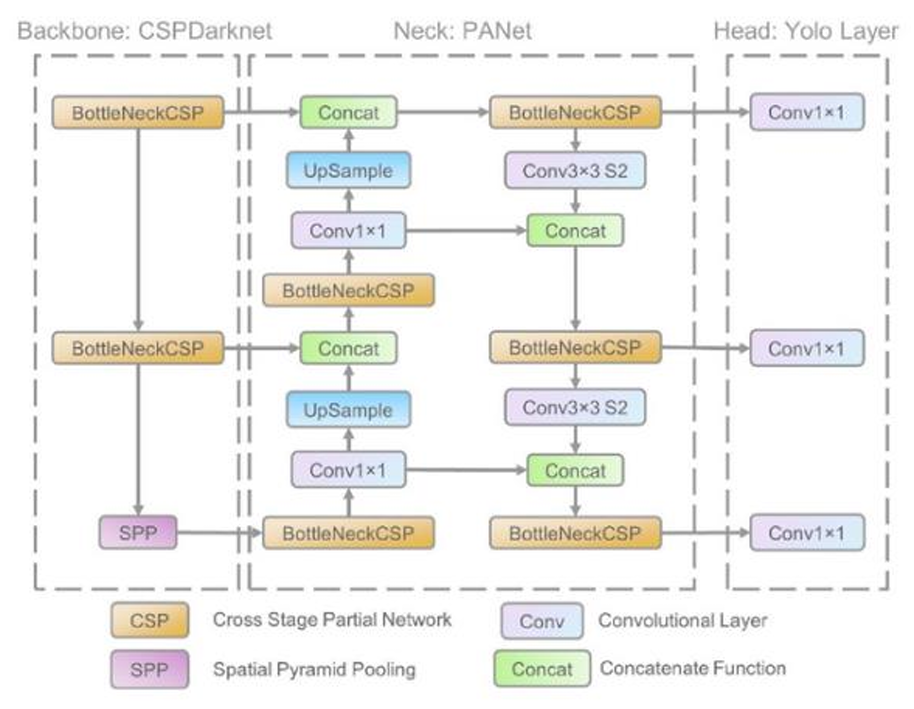 Backbone: CSPDarknet
Neck: PANet
Head: Yolo Layer
BottleNeckCSP
Concat
BottleNeckCSP
Conv1×1
UpSample
Conv3×3 S2
Conv1×1
Concat
BottleNeckCSP
BottleNeckCSP
Concat
BottleNeckCSP
Conv1×1
UpSample
Conv3×3 S2
Conv1×1
Concat
SPP
BottleNeckCSP
BottleNeckCSP
Conv1×1
CSP
Cross Stage Partial Network
Conv
Convolutional Layer
SPP
Spatial Pyramid Pooling
Concat
Concatenate Function